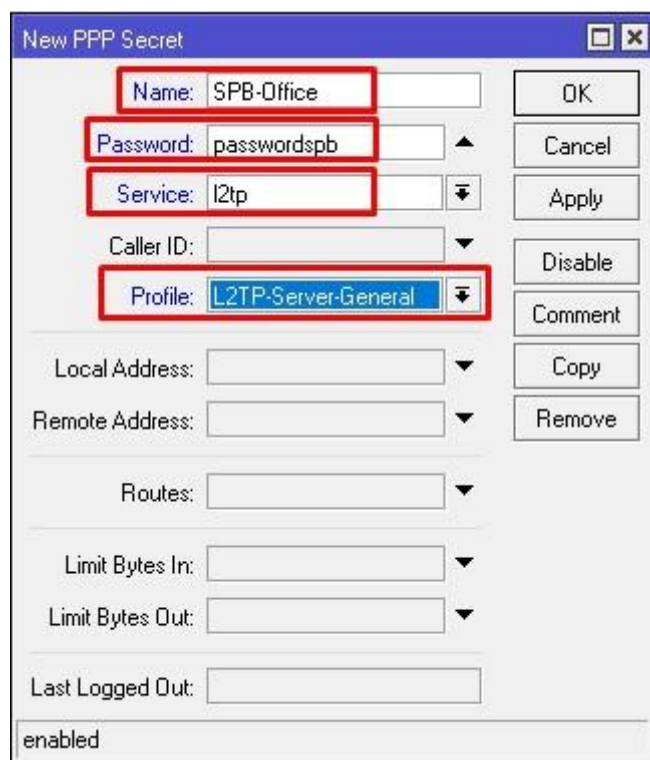 New PPP Secret
Name: SPB-Office
OK
Password: passwordspb
Cancel
Service: l2tp
Apply
Caller ID:
Disable
Profile: L2TP-Server-General
Comment
Local Address:
Copy
Remote Address:
Remove
Routes:
Limit Bytes In:
Limit Bytes Out:
Last Logged Out:
enabled